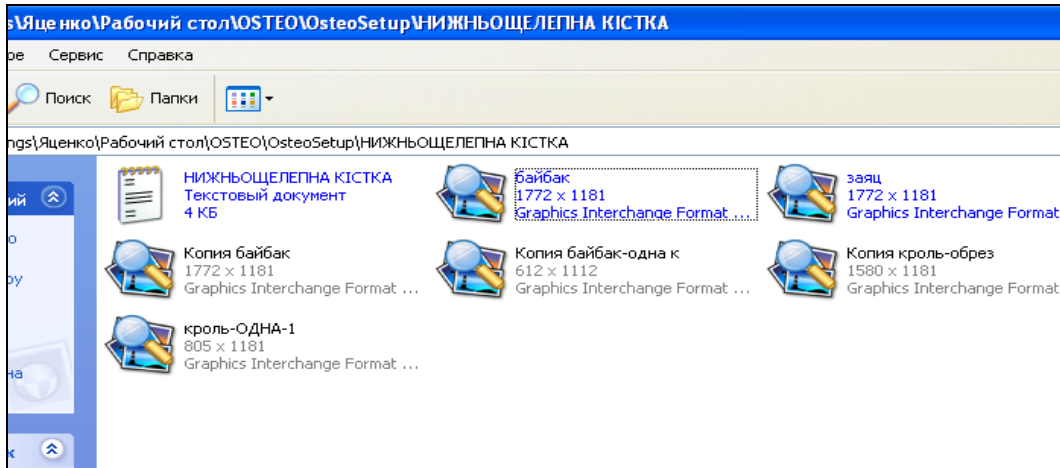 s\Яценко\Рабочий стол\OSTEO\OsteoSetup\НИЖНЬОЩЕЛЕПНА КІСТКА
ое Сервис Справка
Поиск Папки
ngs\Яценко\Рабочий стол\OSTEO\OsteoSetup\НИЖНЬОЩЕЛЕПНА КІСТКА
ий
о
ру
на
к
НИЖНЬОЩЕЛЕПНА КІСТКА
Текстовый документ
4 КБ
байбак
1772 x 1181
Graphics Interchange Format ...
заяц
1772 x 1181
Graphics Interchange Format
Копия байбак
1772 x 1181
Graphics Interchange Format ...
Копия байбак-одна к
612 x 1112
Graphics Interchange Format ...
Копия кроль-обрез
1580 x 1181
Graphics Interchange Format
кроль-ОДНА-1
805 x 1181
Graphics Interchange Format ...